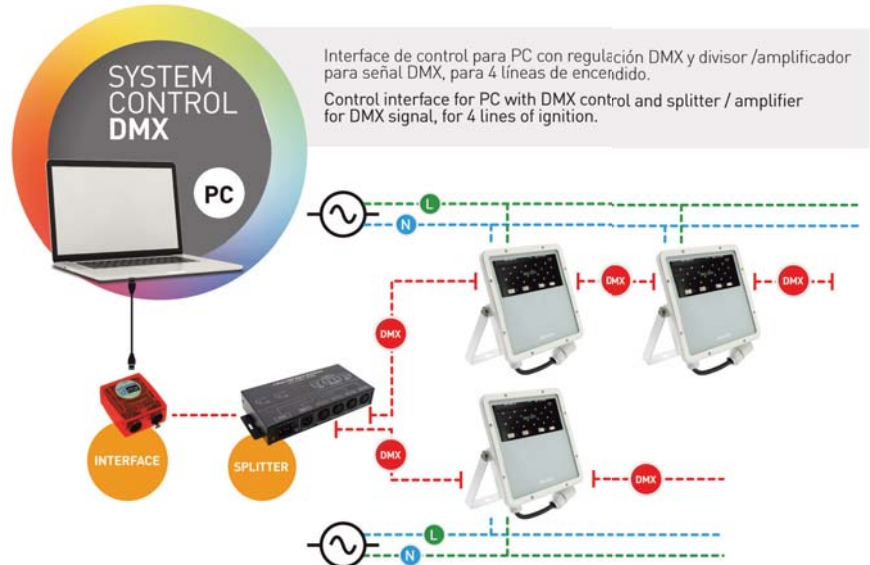 SYSTEM
CONTROL
DMX
PC
Interface de control para PC con regulación DMX y divisor /amplificador
para señal DMX, para 4 líneas de encendido.
Control interface for PC with DMX control and splitter / amplifier
for DMX signal, for 4 lines of ignition.
L
N
DMX
DMX
DMX
INTERFACE
SPLITTER
DMX
DMX
L
N